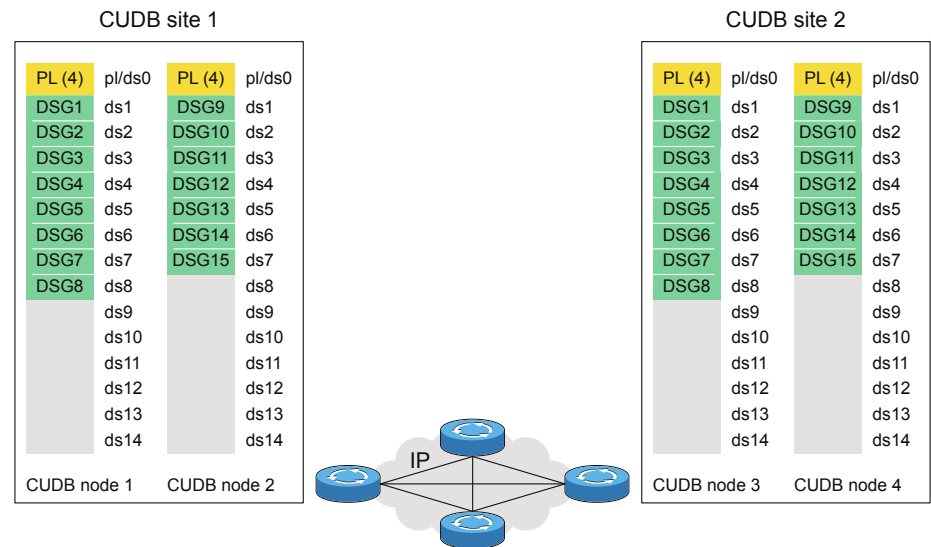 CUDB site 1 CUDB site 2
PL (4) pl/ds0 PL (4) pl/ds0 PL (4) pl/ds0 PL (4) pl/ds0
DSG1 ds1 DSG9 ds1 DSG1 ds1 DSG9 ds1
DSG2 ds2 DSG10 ds2 DSG2 ds2 DSG10 ds2
DSG3 ds3 DSG11 ds3 DSG3 ds3 DSG11 ds3
DSG4 ds4 DSG12 ds4 DSG4 ds4 DSG12 ds4
DSG5 ds5 DSG13 ds5 DSG5 ds5 DSG13 ds5
DSG6 ds6 DSG14 ds6 DSG6 ds6 DSG14 ds6
DSG7 ds7 DSG15 ds7 DSG7 ds7 DSG15 ds7
DSG8 ds8 ds8 DSG8 ds8 ds8
ds9 ds9 ds9 ds9
ds10 ds10 ds10 ds10
ds11 ds11 ds11 ds11
ds12 ds12 ds12 ds12
ds13 ds13 ds13 ds13
ds14 ds14 ds14 ds14
IP
CUDB node 1 CUDB node 2 CUDB node 3 CUDB node 4